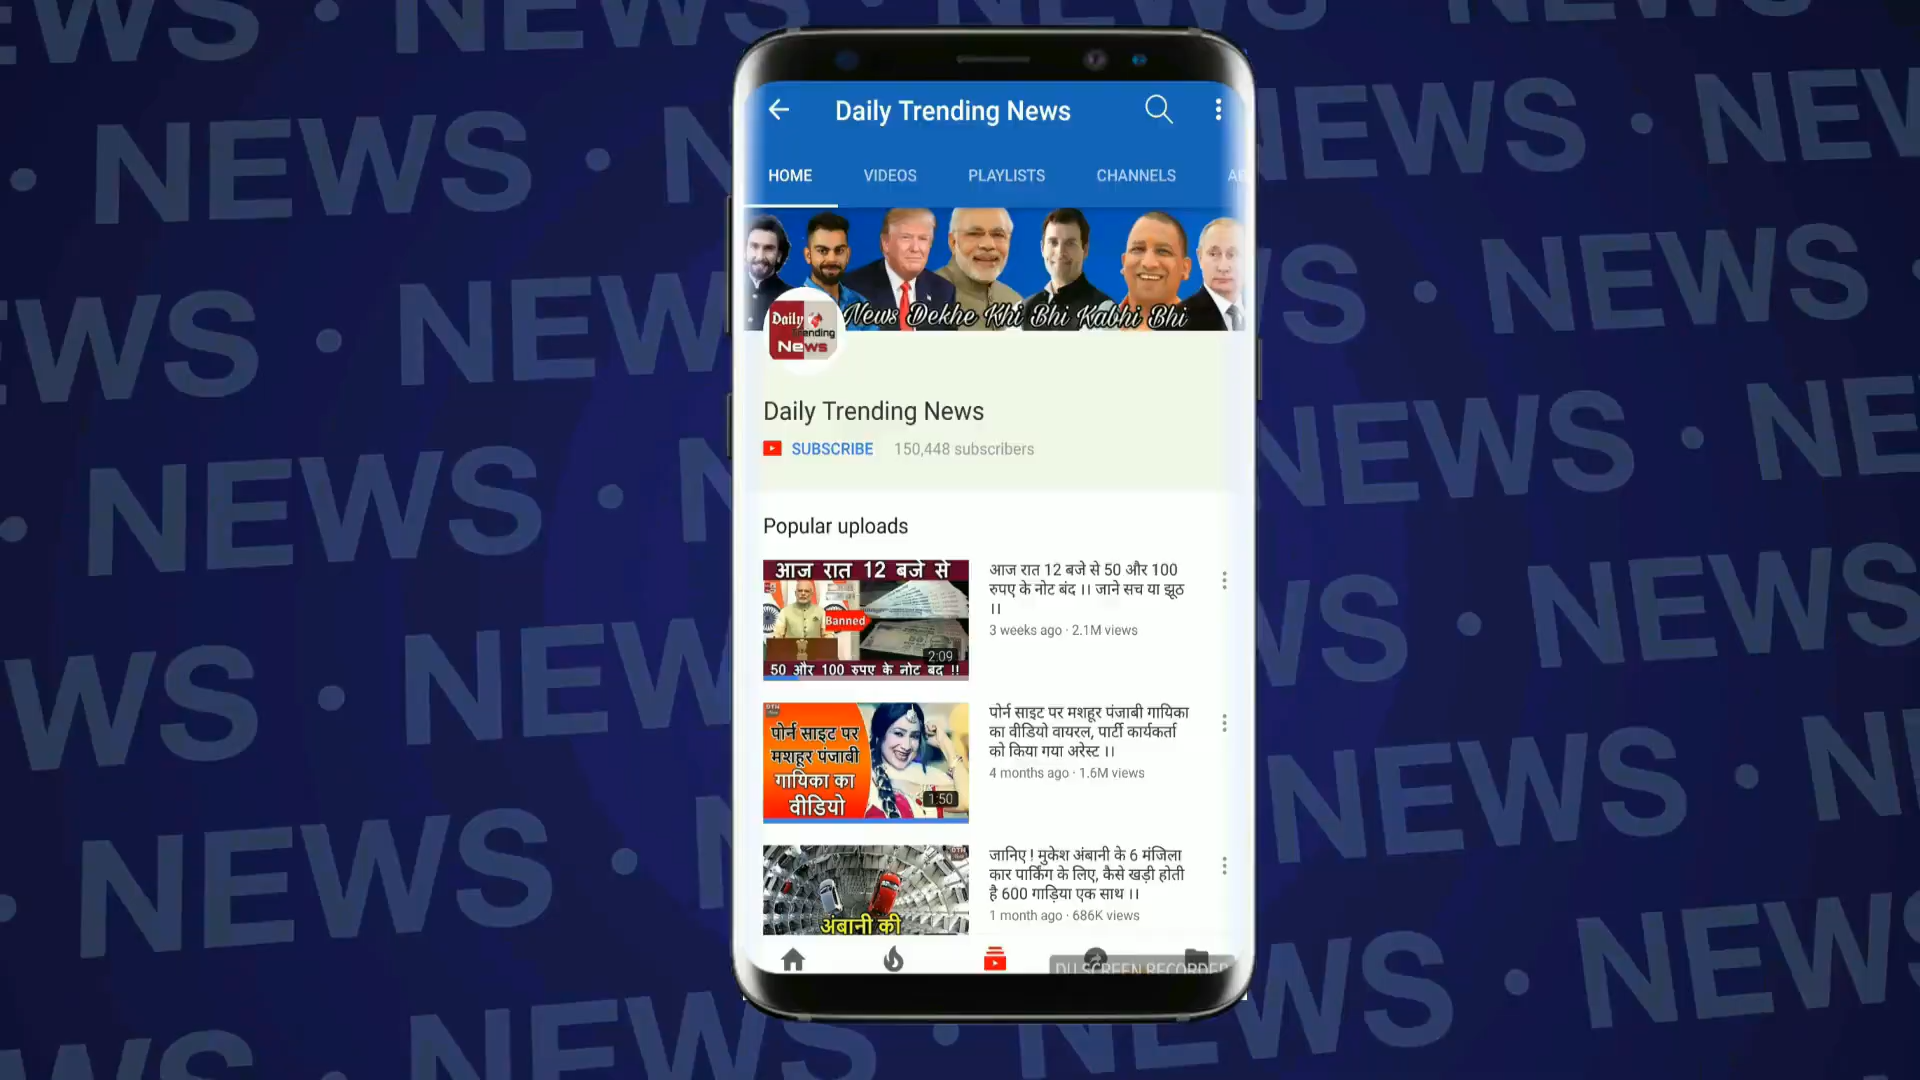 NEWS
Daily Trending News
HOME
VIDEOS
PLAYLISTS
CHANNELS
News Dekhe Khi Bhi Kabhi Bhi
Daily
Trending
News
Daily Trending News
SUBSCRIBE 150,448 subscribers
Popular uploads
आज रात 12 बजे से
Banned
2:09
50 और 100 रुपए के नोट बंद !!
आज रात 12 बजे से 50 और 100
रुपए के नोट बंद ।। जाने सच या झूठ
।।
3 weeks ago · 2.1M views
पोर्न साइट पर
मशहूर पंजाबी
गायिका का
वीडियो
1:50
पोर्न साइट पर मशहूर पंजाबी गायिका
का वीडियो वायरल, पार्टी कार्यकर्ता
को किया गया अरेस्ट ।।
4 months ago · 1.6M views
अंबानी की
जानिए ! मुकेश अंबानी के 6 मंजिला
कार पार्किंग के लिए, कैसे खड़ी होती
है 600 गाड़िया एक साथ ।।
1 month ago · 686K views
DU SCREEN RECORDER